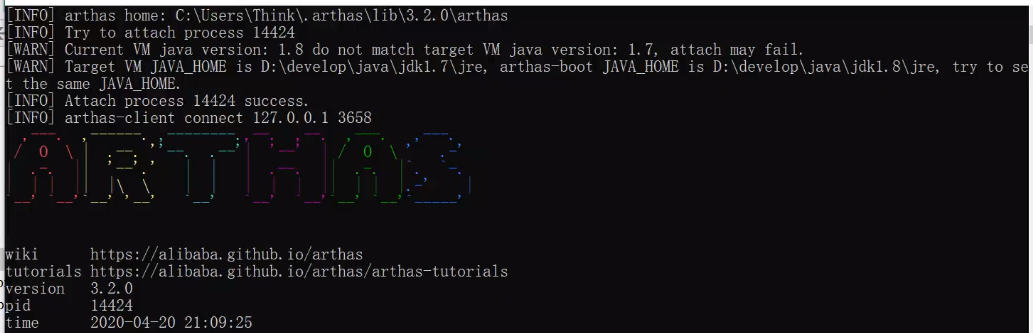 [INFO] arthas home: C:\Users\Think\.arthas\lib\3.2.0\arthas
[INFO] Try to attach process 14424
[WARN] Current VM java version: 1.8 do not match target VM java version: 1.7, attach may fail.
[WARN] Target VM JAVA_HOME is D:\develop\java\jdk1.7\jre, arthas-boot JAVA_HOME is D:\develop\java\jdk1.8\jre, try to se
t the same JAVA_HOME.
[INFO] Attach process 14424 success.
[INFO] arthas-client connect 127.0.0.1 3658
ARTHAS
wiki https://alibaba.github.io/arthas
tutorials https://alibaba.github.io/arthas/arthas-tutorials
version 3.2.0
pid 14424
time 2020-04-20 21:09:25